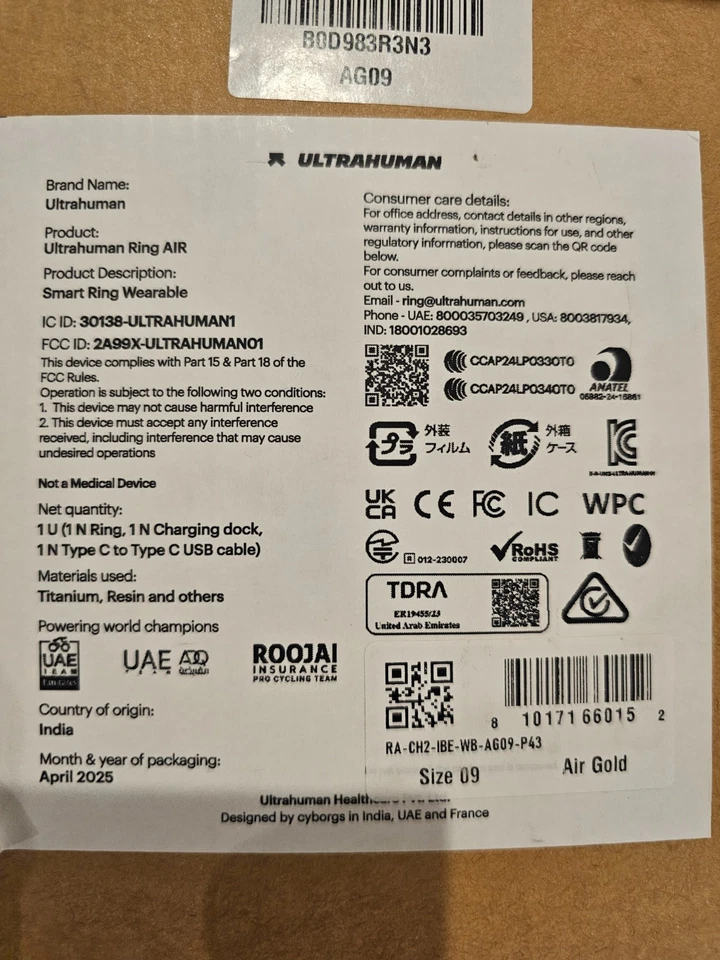 B0D983R3N3
AG09
ULTRAHUMAN
Brand Name:
Ultrahuman
Product:
Ultrahuman Ring AIR
Product Description:
Smart Ring Wearable
IC ID: 30138-ULTRAHUMAN1
FCC ID: 2A99X-ULTRAHUMAN01
This device complies with Part 15 & Part 18 of the
FCC Rules.
Operation is subject to the following two conditions:
1. This device may not cause harmful interference
2. This device must accept any interference
received, including interference that may cause
undesired operations
Not a Medical Device
Net quantity:
1 U (1 N Ring, 1 N Charging dock,
1 N Type C to Type C USB cable)
Materials used:
Titanium, Resin and others
Powering world champions
UAE
TEAM
Emirates
UAE ADQ
القابضة
ROOJAI
INSURANCE
PRO CYCLING TEAM
Country of origin:
India
Month & year of packaging:
April 2025
Consumer care details:
For office address, contact details in other regions,
warranty information, instructions for use, and other
regulatory information, please scan the QR code
below.
For consumer complaints or feedback, please reach
out to us.
Email - ring@ultrahuman.com
Phone - UAE: 800035703249 , USA: 8003817934,
IND: 18001028693
CCAP24LP0330T0
CCAP24LP0340T0
ANATEL
プラ
外装
フィルム
紙
外箱
ケース
UK
CA
CE FC IC WPC
R 012-230007
RoHS
COMPLIANT
TDRA
ER19455/23
United Arab Emirates
8 10171 66015 2
RA-CH2-IBE-WB-AG09-P43
Size 09
Air Gold
Ultrahuman
Designed by cyborgs in India, UAE and France